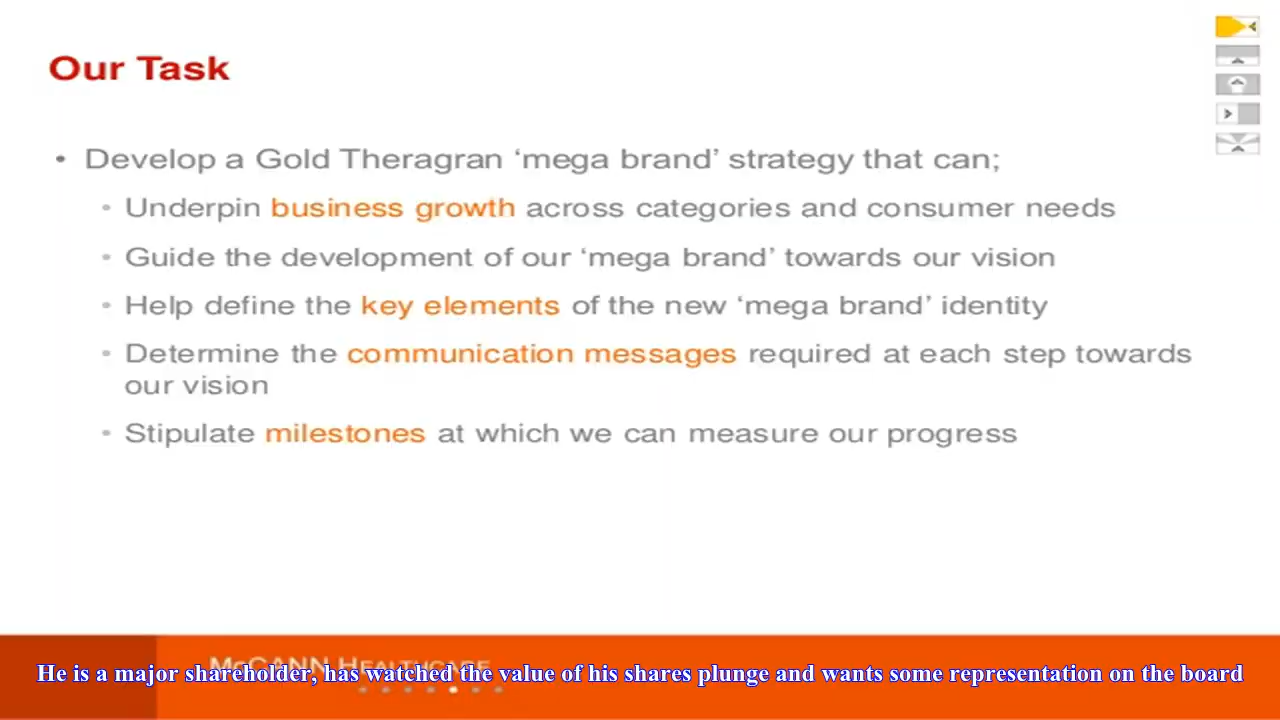 Our Task
• Develop a Gold Theragran ‘mega brand’ strategy that can;
• Underpin business growth across categories and consumer needs
• Guide the development of our ‘mega brand’ towards our vision
• Help define the key elements of the new ‘mega brand’ identity
• Determine the communication messages required at each step towards
our vision
• Stipulate milestones at which we can measure our progress
MCCANN HEALTHCARE
He is a major shareholder, has watched the value of his shares plunge and wants some representation on the board